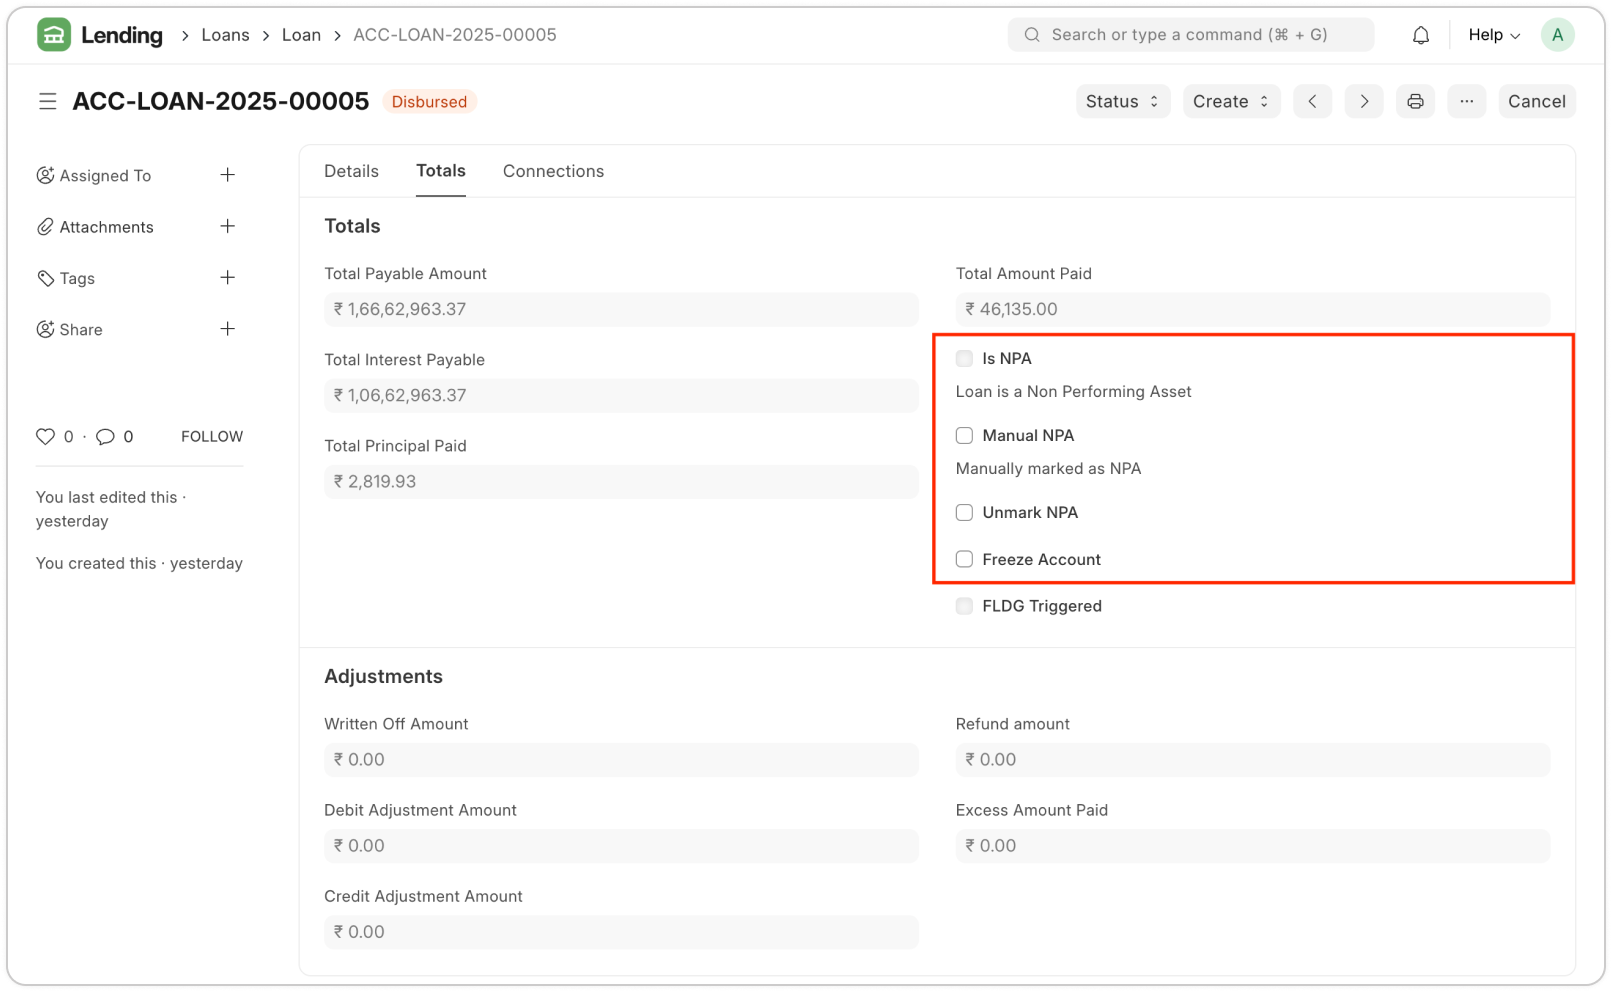 Lending
Loans
Loan
ACC-LOAN-2025-00005
Search or type a command (⌘ + G)
Help
A
ACC-LOAN-2025-00005
Disbursed
Status
Create
Cancel
Assigned To
Attachments
Tags
Share
0 · 0
FOLLOW
You last edited this ·
yesterday
You created this · yesterday
Details
Totals
Connections
Totals
Total Payable Amount
₹ 1,66,62,963.37
Total Interest Payable
₹ 1,06,62,963.37
Total Principal Paid
₹ 2,819.93
Total Amount Paid
₹ 46,135.00
Is NPA
Loan is a Non Performing Asset
Manual NPA
Manually marked as NPA
Unmark NPA
Freeze Account
FLDG Triggered
Adjustments
Written Off Amount
₹ 0.00
Debit Adjustment Amount
₹ 0.00
Credit Adjustment Amount
₹ 0.00
Refund amount
₹ 0.00
Excess Amount Paid
₹ 0.00